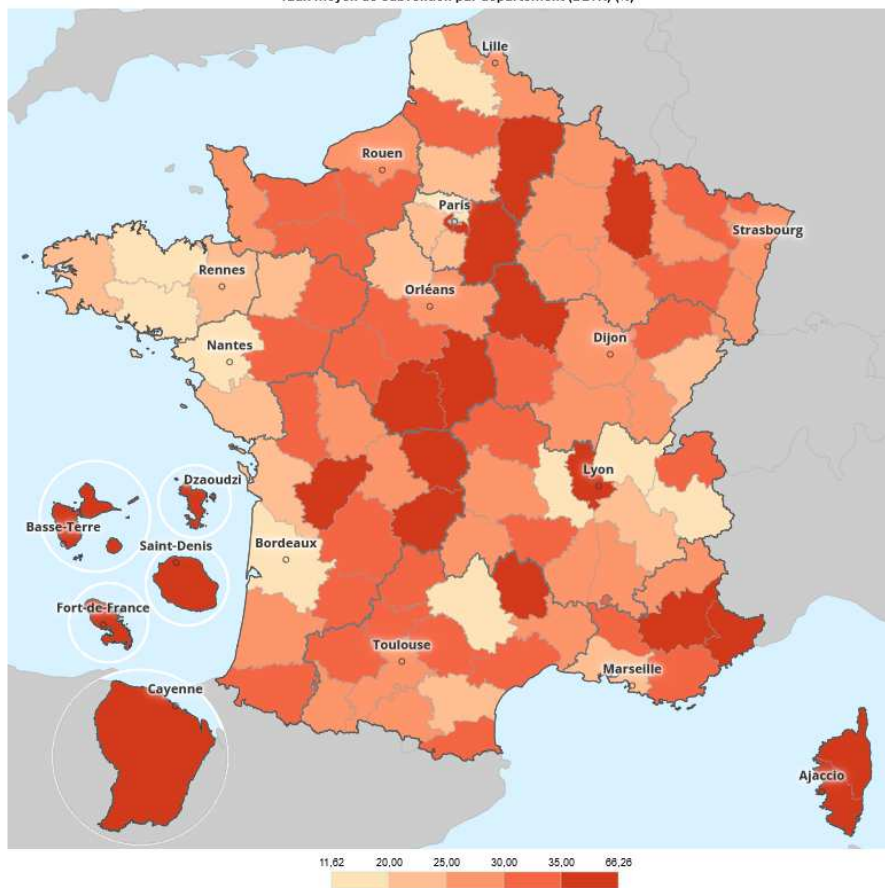 Lille
Rouen
Paris
Strasbourg
Rennes
Orléans
Nantes
Dijon
Lyon
Dzaoudzi
Basse-Terre
Saint-Denis
Bordeaux
Fort-de-France
Toulouse
Marseille
Cayenne
Ajaccio
11,62 20,00 25,00 30,00 35,00 66,26